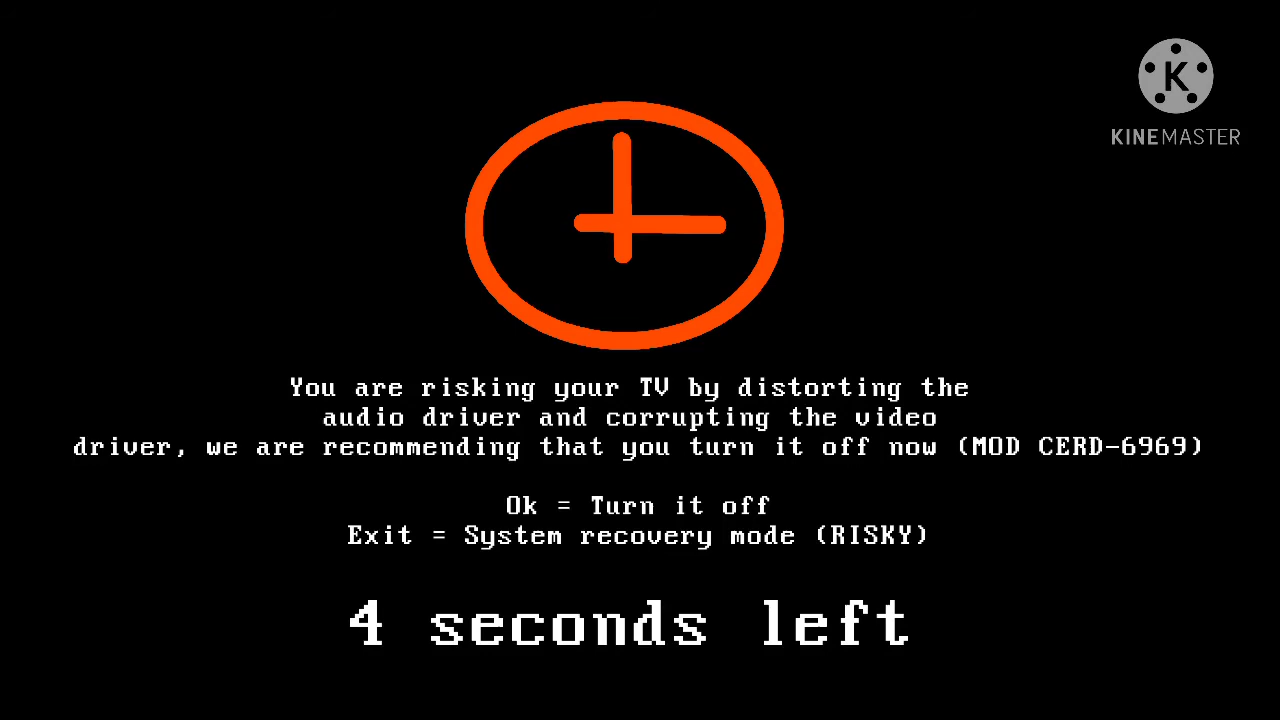 K
KINEMASTER
You are risking your TV by distorting the
audio driver and corrupting the video
driver, we are recommending that you turn it off now (MOD CERD-6969)
Ok = Turn it off
Exit = System recovery mode (RISKY)
4 seconds left